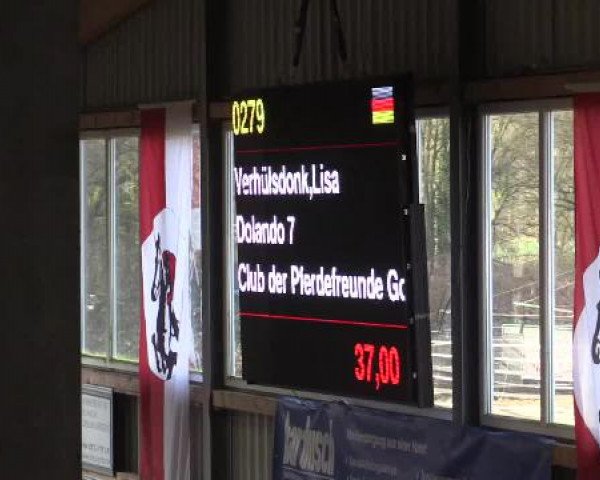 0279
Verhülsdonk,Lisa
Dolando 7
Club der Pferdefreunde Gc
37,00